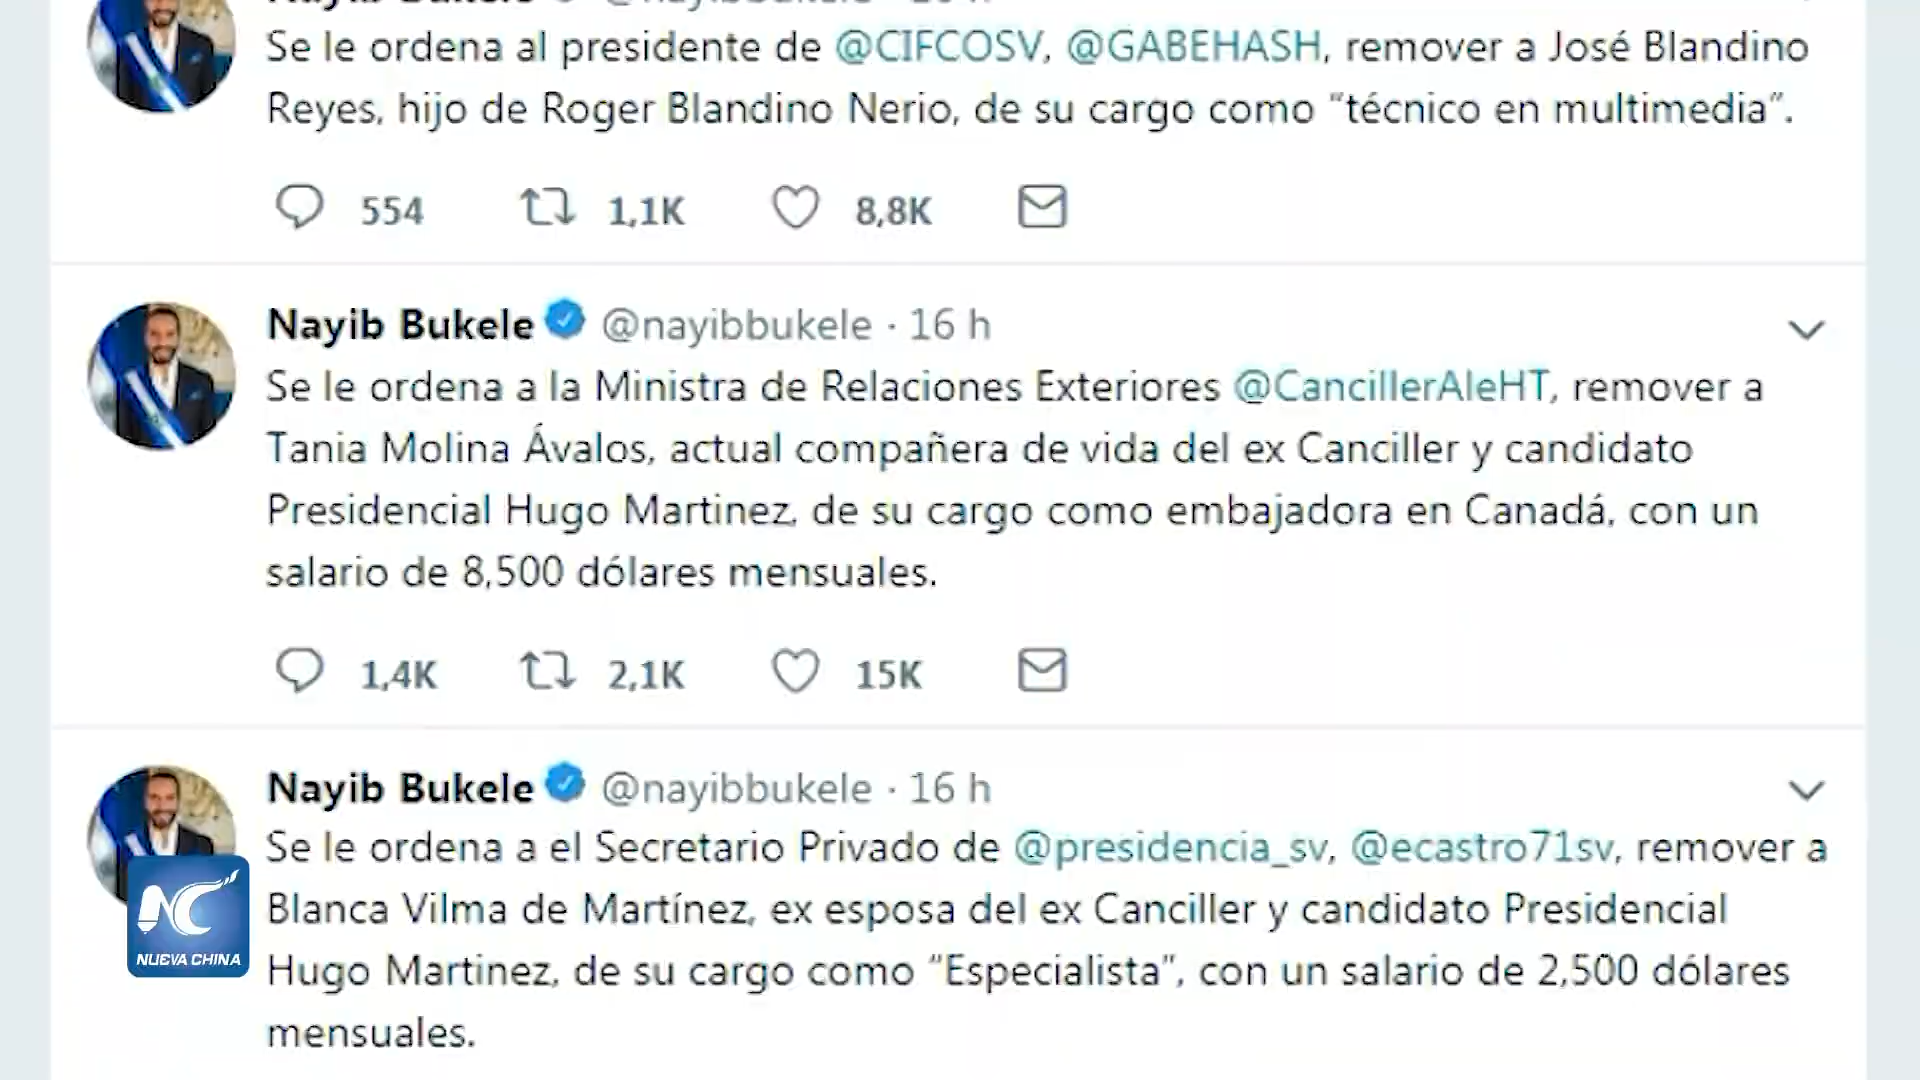 Nayib Bukele @nayibbukele · 16 h
Se le ordena al presidente de @CIFCOSV, @GABEHASH, remover a José Blandino
Reyes, hijo de Roger Blandino Nerio, de su cargo como “técnico en multimedia”.
554 1,1K 8,8K
Nayib Bukele @nayibbukele · 16 h
Se le ordena a la Ministra de Relaciones Exteriores @CancillerAleHT, remover a
Tania Molina Ávalos, actual compañera de vida del ex Canciller y candidato
Presidencial Hugo Martinez, de su cargo como embajadora en Canadá, con un
salario de 8,500 dólares mensuales.
1,4K 2,1K 15K
Nayib Bukele @nayibbukele · 16 h
Se le ordena a el Secretario Privado de @presidencia_sv, @ecastro71sv, remover a
Blanca Vilma de Martínez, ex esposa del ex Canciller y candidato Presidencial
Hugo Martinez, de su cargo como “Especialista”, con un salario de 2,500 dólares
mensuales.
NC
NUEVA CHINA